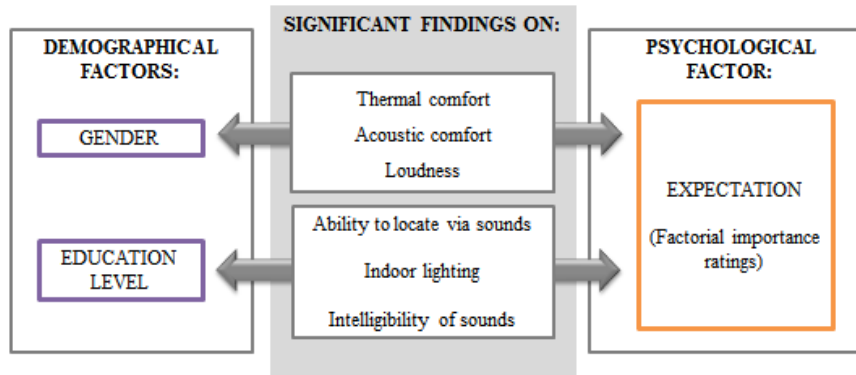 DEMOGRAPHICAL
FACTORS:
GENDER
EDUCATION
LEVEL
SIGNIFICANT FINDINGS ON:
Thermal comfort
Acoustic comfort
Loudness
Ability to locate via sounds
Indoor lighting
Intelligibility of sounds
PSYCHOLOGICAL
FACTOR:
EXPECTATION
(Factorial importance
ratings)